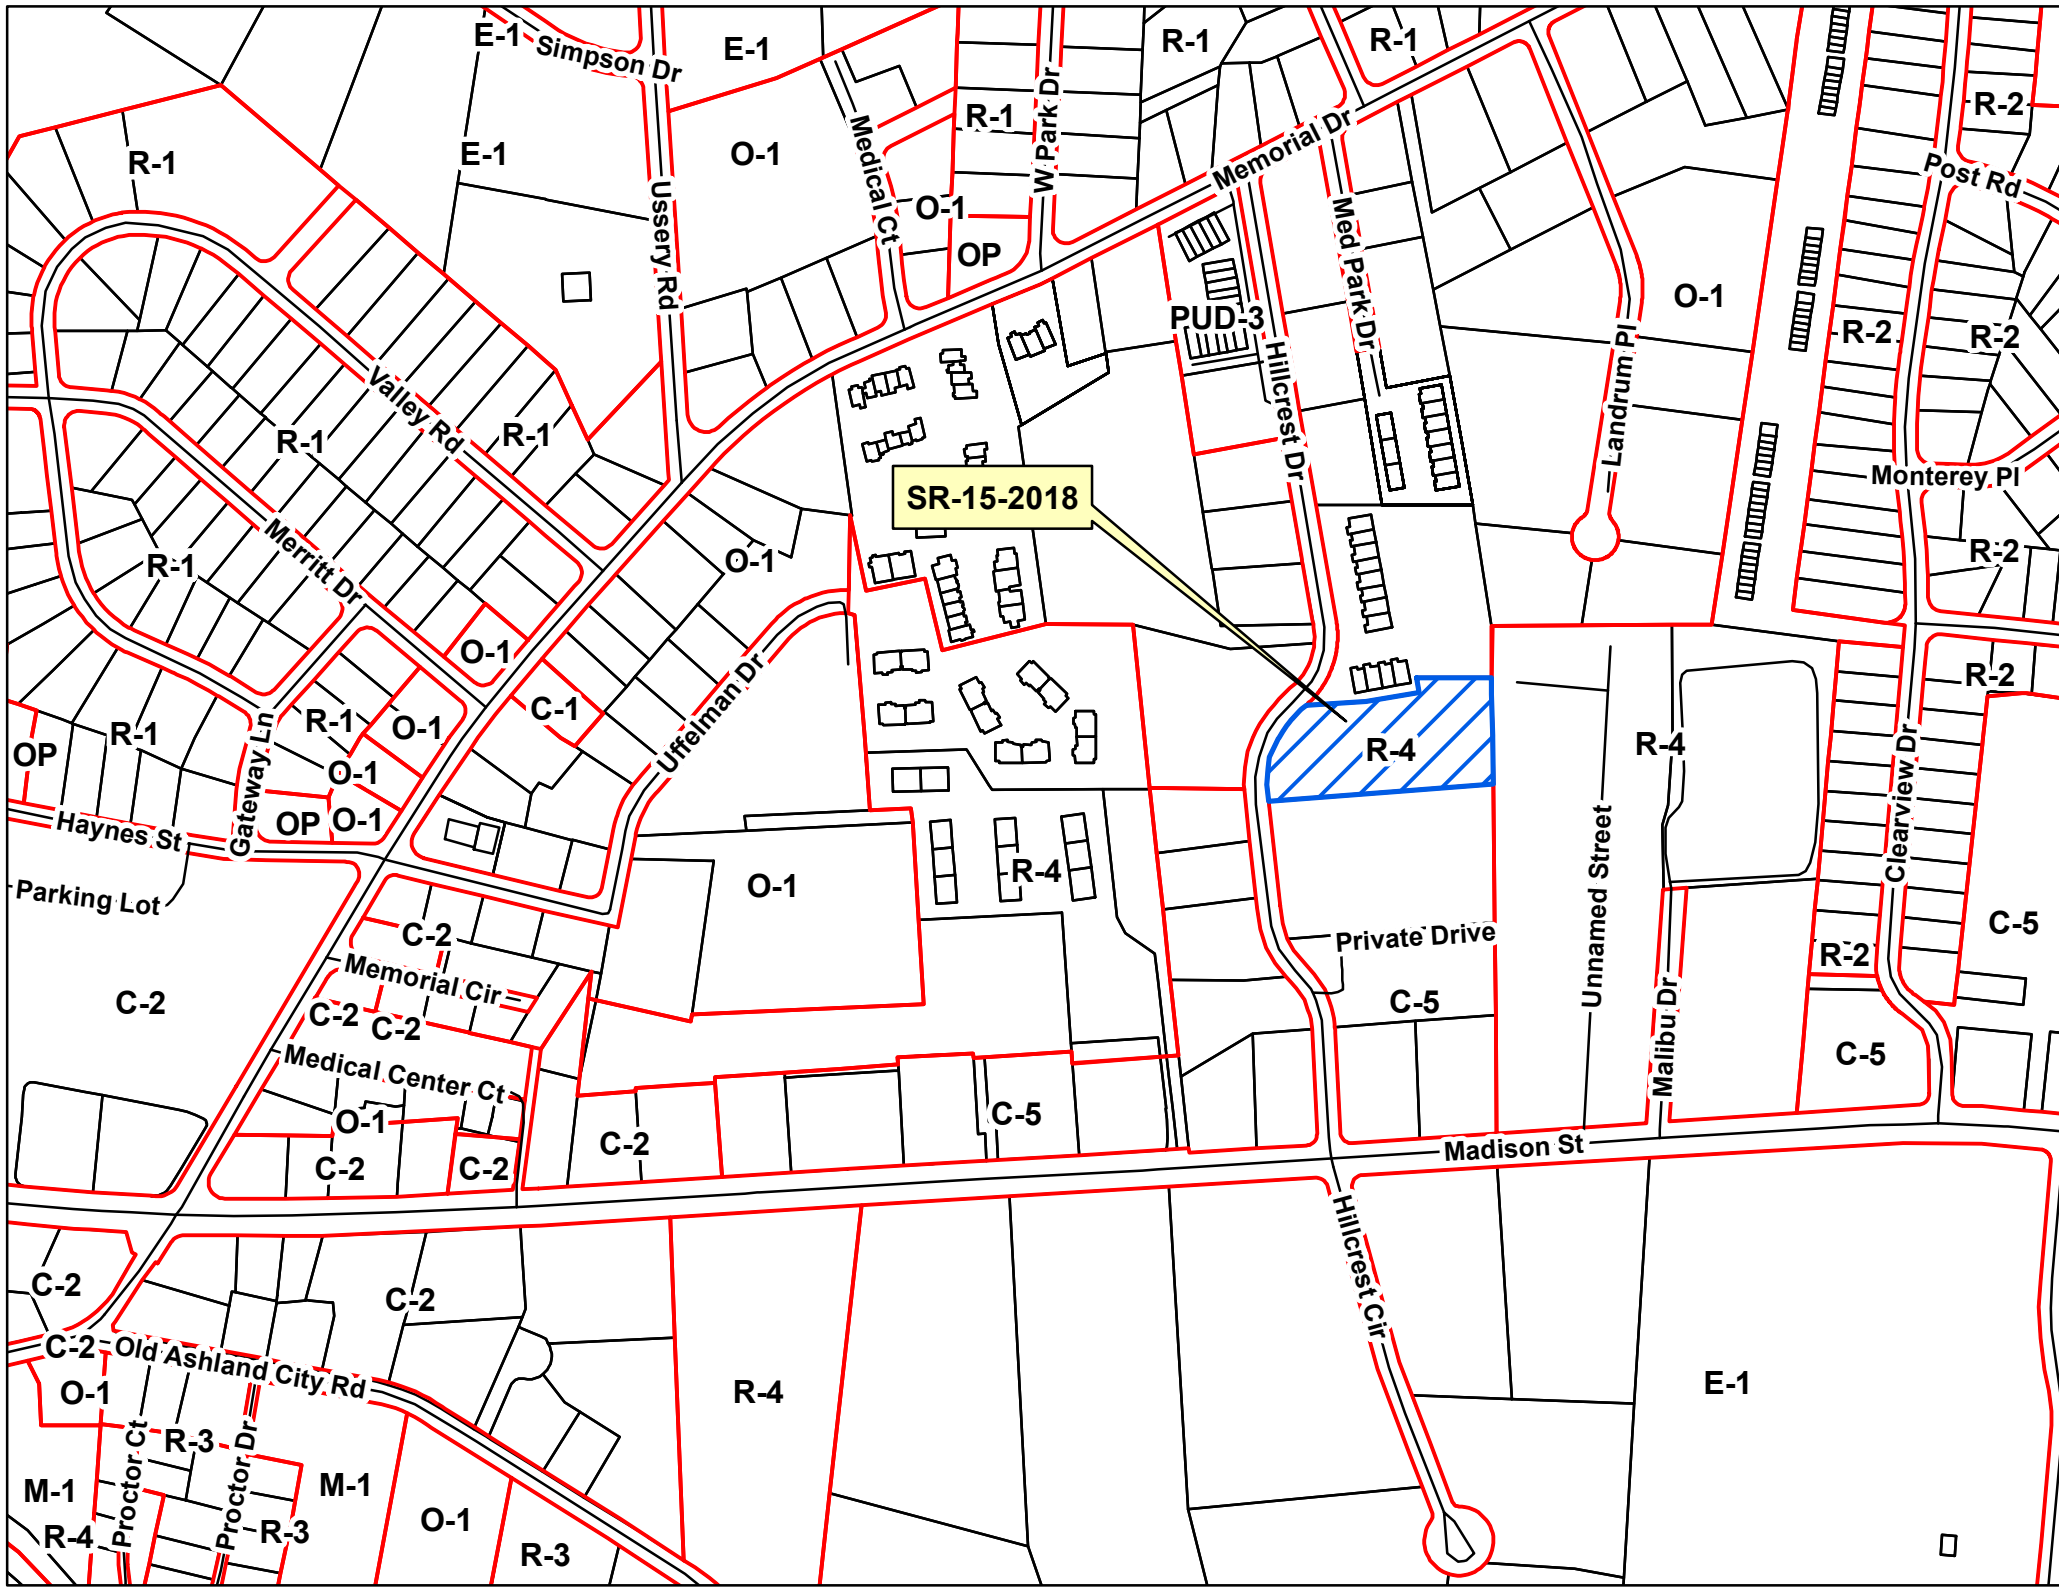 E-1
Simpson Dr
E-1
R-1
R-1
R-2
R-1
W Park Dr
Memorial Dr
O-1
Medical Ct
R-1
E-1
Post Rd
Ussery Rd
O-1
OP
Med Park Dr
O-1
PUD-3
Landrum Pl
R-2
R-2
Valley Rd
Hillcrest Dr
R-1
R-1
Monterey Pl
SR-15-2018
Merritt Dr
R-1
O-1
R-2
O-1
R-2
Uffelman Dr
C-1
R-1
O-1
R-1
OP
Gateway Ln
O-1
R-4
R-4
Clearview Dr
OP
O-1
Haynes St
Unnamed Street
R-4
O-1
Parking Lot
C-2
Private Drive
C-5
R-2
Memorial Cir
C-2
C-2
C-2
C-5
Malibu Dr
Medical Center Ct
C-5
O-1
C-5
C-2
C-2
C-2
Madison St
Hillcrest Cir
C-2
C-2
C-2
Old Ashland City Rd
O-1
R-4
E-1
R-3
Proctor Ct
Proctor Dr
M-1
M-1
O-1
R-4
R-3
R-3